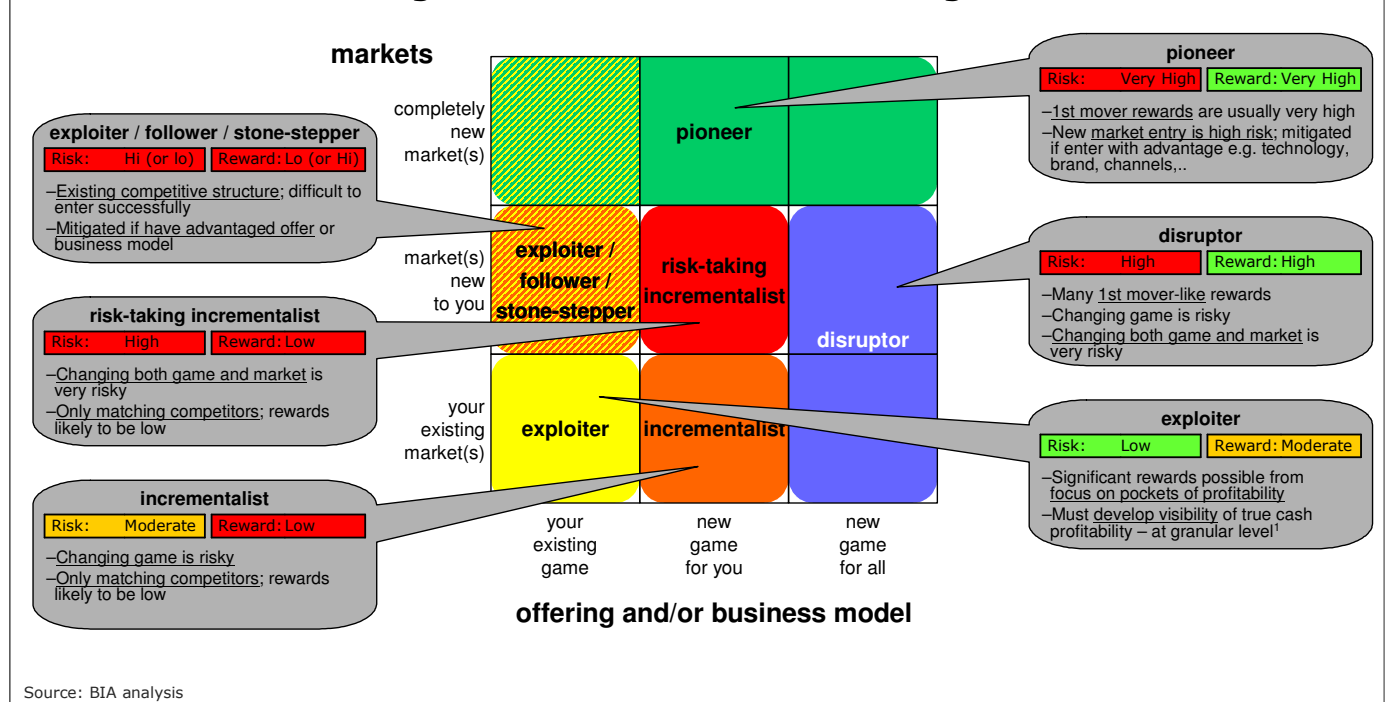 markets
completely
new
market(s)
market(s)
new
to you
your
existing
market(s)
pioneer
exploiter /
follower /
stone-stepper
risk-taking
incrementalist
disruptor
exploiter
incrementalist
your
existing
game
new
game
for you
new
game
for all
offering and/or business model
exploiter / follower / stone-stepper
Risk: Hi (or lo) Reward: Lo (or Hi)
–Existing competitive structure; difficult to
enter successfully
–Mitigated if have advantaged offer or
business model
risk-taking incrementalist
Risk: High Reward: Low
–Changing both game and market is
very risky
–Only matching competitors; rewards
likely to be low
incrementalist
Risk: Moderate Reward: Low
–Changing game is risky
–Only matching competitors; rewards
likely to be low
pioneer
Risk: Very High Reward: Very High
–1st mover rewards are usually very high
–New market entry is high risk; mitigated
if enter with advantage e.g. technology,
brand, channels,..
disruptor
Risk: High Reward: High
–Many 1st mover-like rewards
–Changing game is risky
–Changing both game and market is
very risky
exploiter
Risk: Low Reward: Moderate
–Significant rewards possible from
focus on pockets of profitability
–Must develop visibility of true cash
profitability – at granular level¹
Source: BIA analysis